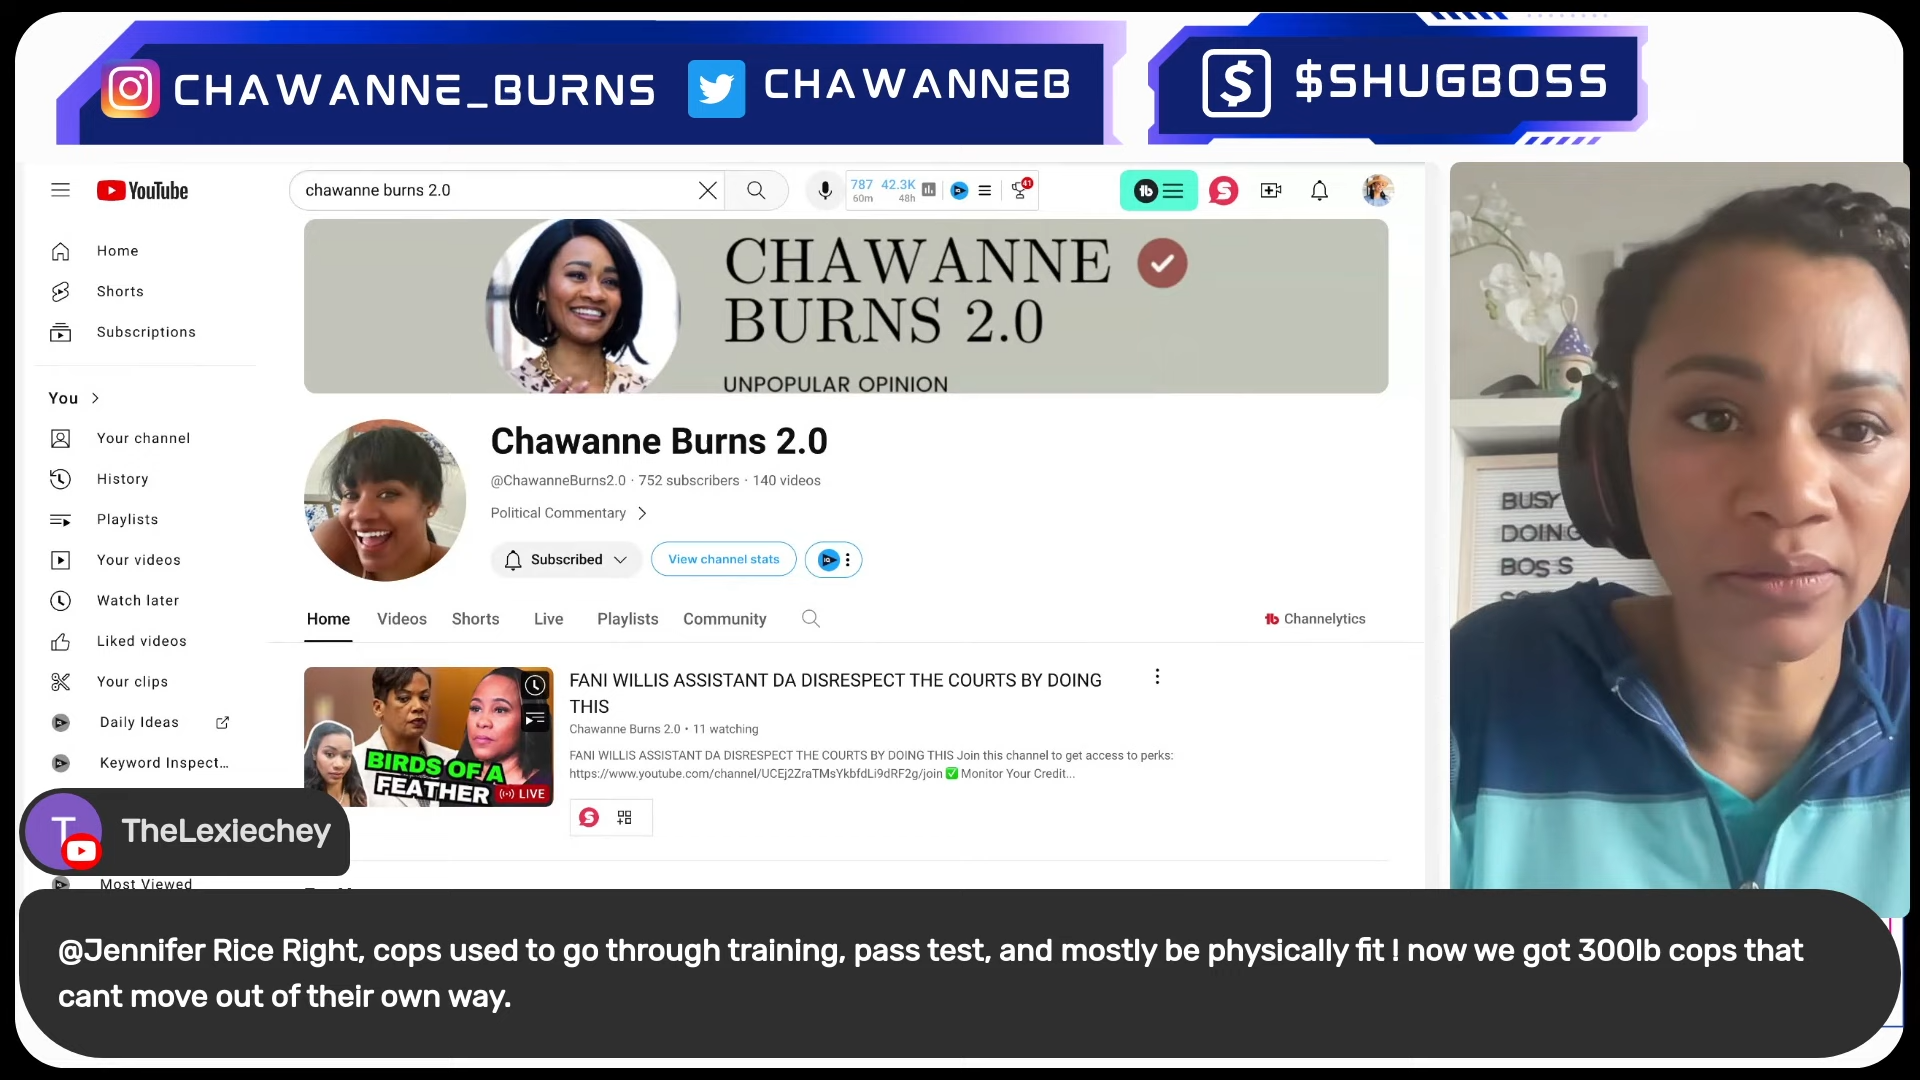 CHAWANNE_BURNS
CHAWANNEB
$SHUGBOSS
YouTube
chawanne burns 2.0
787
60m
42.3K
48h
41
Home
Shorts
Subscriptions
You
Your channel
History
Playlists
Your videos
Watch later
Liked videos
Your clips
Daily Ideas
Keyword Inspect...
Most Viewed
CHAWANNE
BURNS 2.0
UNPOPULAR OPINION
Chawanne Burns 2.0
@ChawanneBurns2.0 · 752 subscribers · 140 videos
Political Commentary
Subscribed
View channel stats
Home Videos Shorts Live Playlists Community
Channelytics
BIRDS OF A
FEATHER
LIVE
FANI WILLIS ASSISTANT DA DISRESPECT THE COURTS BY DOING
THIS
Chawanne Burns 2.0 • 11 watching
FANI WILLIS ASSISTANT DA DISRESPECT THE COURTS BY DOING THIS Join this channel to get access to perks:
https://www.youtube.com/channel/UCEj2ZraTMsYkbfdLi9dRF2g/join ✅ Monitor Your Credit...
BUSY
DOING
BOSS
T
TheLexiechey
@Jennifer Rice Right, cops used to go through training, pass test, and mostly be physically fit ! now we got 300lb cops that
cant move out of their own way.